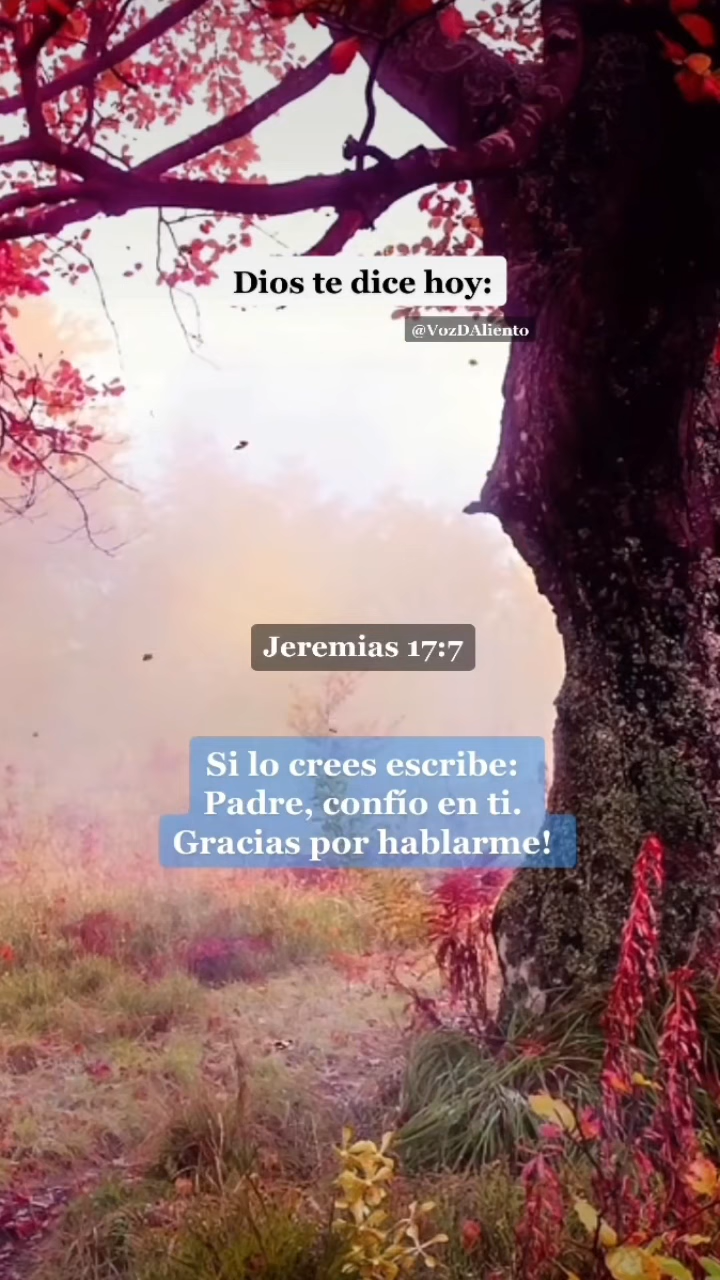 Dios te dice hoy:
@VozDAliento
Jeremias 17:7
Si lo crees escribe:
Padre, confío en ti.
Gracias por hablarme!